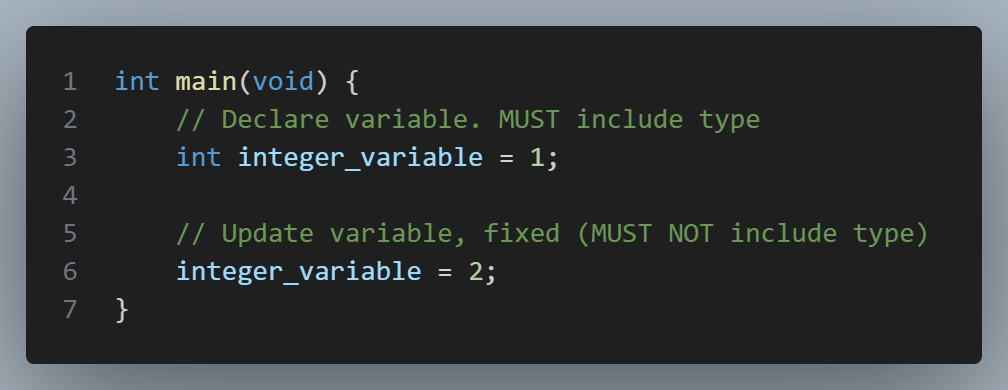 1 int main(void) {
2     // Declare variable. MUST include type
3     int integer_variable = 1;
4
5     // Update variable, fixed (MUST NOT include type)
6     integer_variable = 2;
7 }